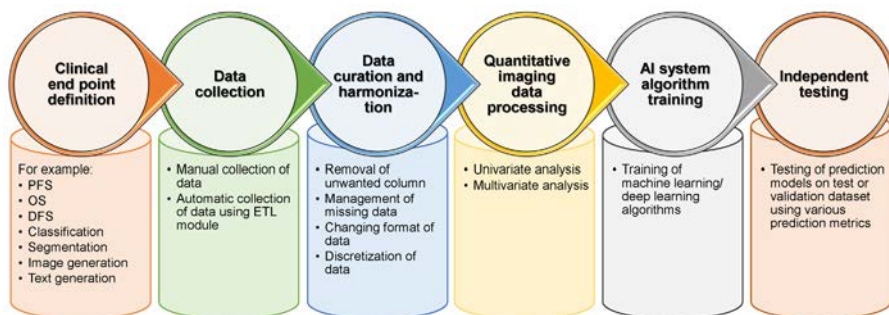 Clinical
end point
definition
Data
collection
Data
curation and
harmoniza-
tion
Quantitative
imaging
data
processing
AI system
algorithm
training
Independent
testing
For example:
• PFS
• OS
• DFS
• Classification
• Segmentation
• Image generation
• Text generation
• Manual collection of
data
• Automatic collection
of data using ETL
module
• Removal of
unwanted column
• Management of
missing data
• Changing format of
data
• Discretization of
data
• Univariate analysis
• Multivariate analysis
• Training of
machine learning/
deep learning
algorithms
• Testing of prediction
models on test or
validation dataset
using various
prediction metrics